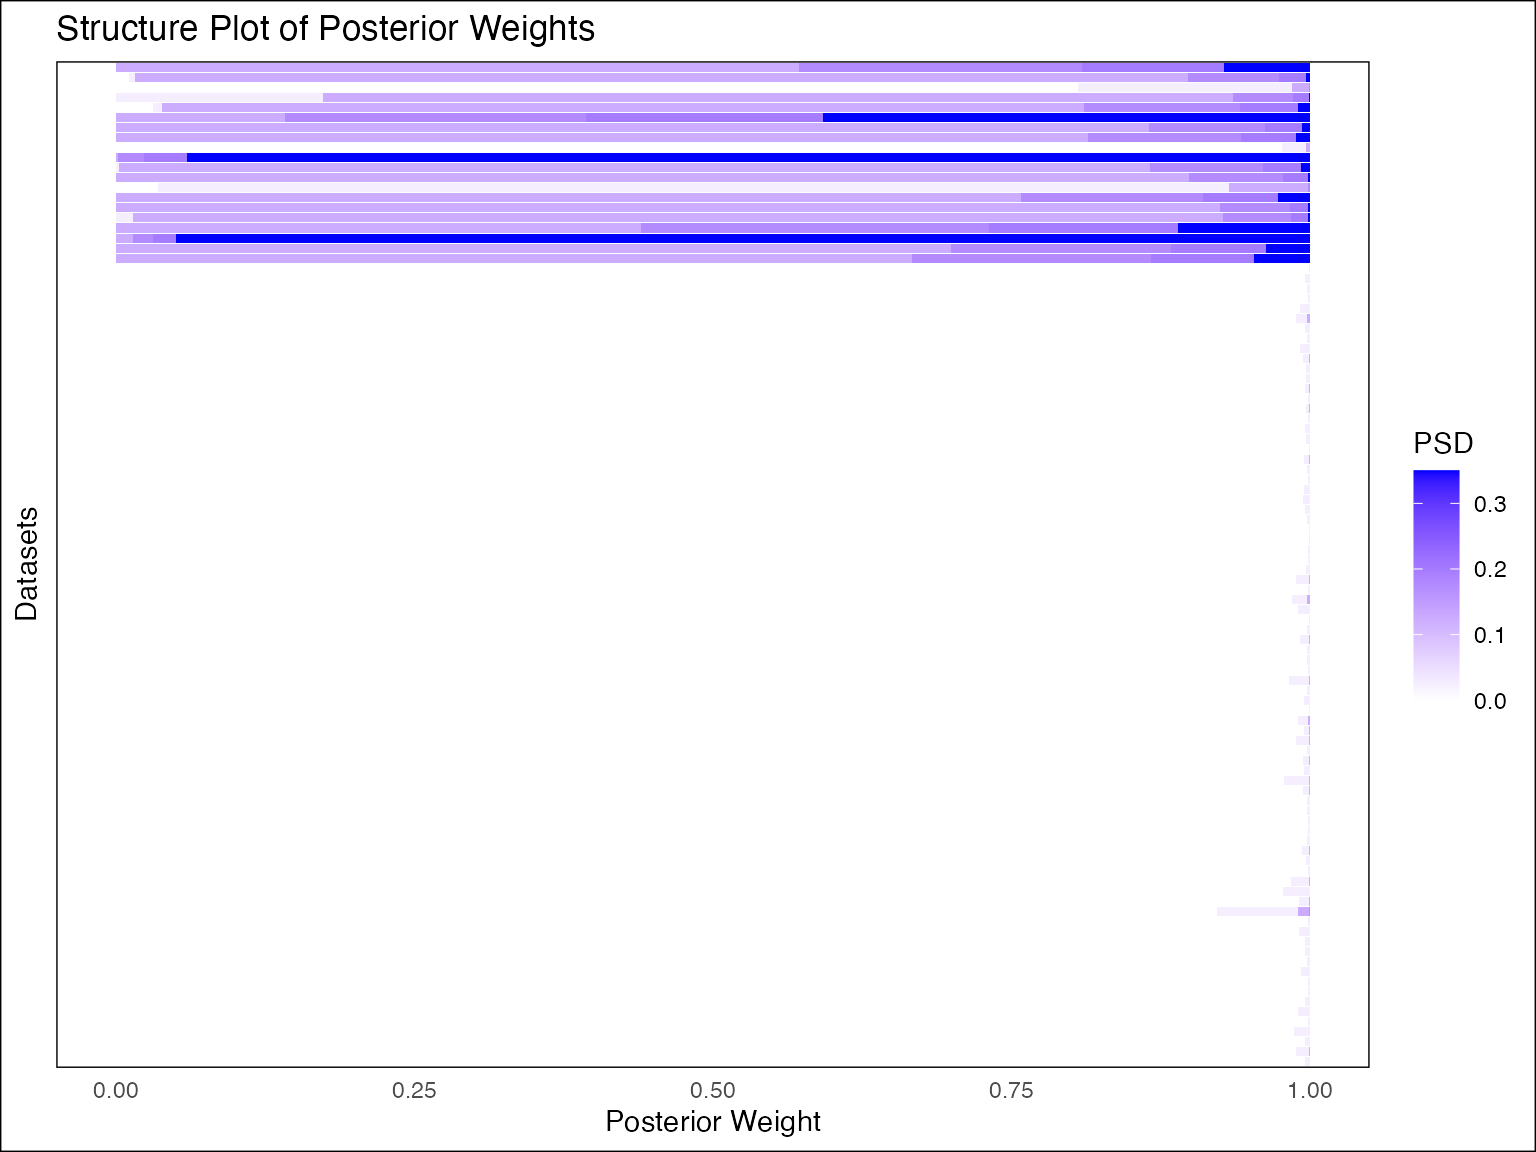 Structure Plot of Posterior Weights
Datasets
PSD
0.3
0.2
0.1
0.0
0.00 0.25 0.50 0.75 1.00
Posterior Weight